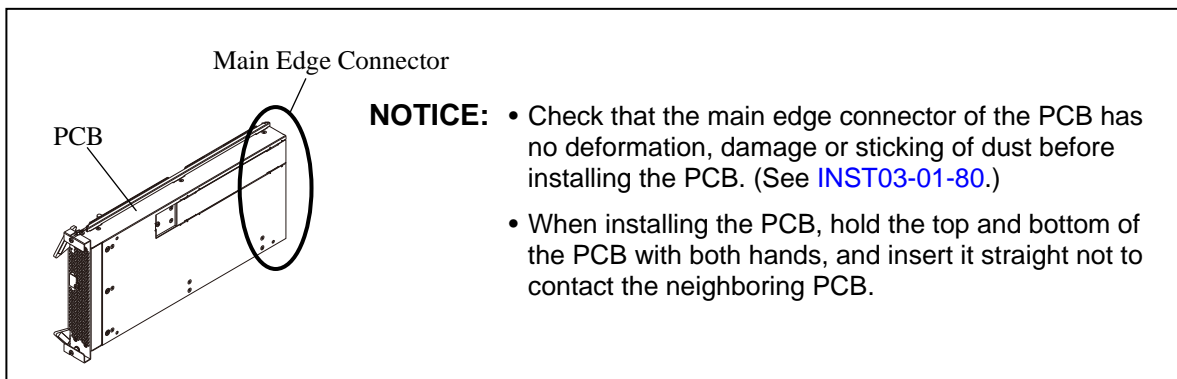 Main Edge Connector
PCB
NOTICE: • Check that the main edge connector of the PCB has
no deformation, damage or sticking of dust before
installing the PCB. (See INST03-01-80.)
• When installing the PCB, hold the top and bottom of
the PCB with both hands, and insert it straight not to
contact the neighboring PCB.